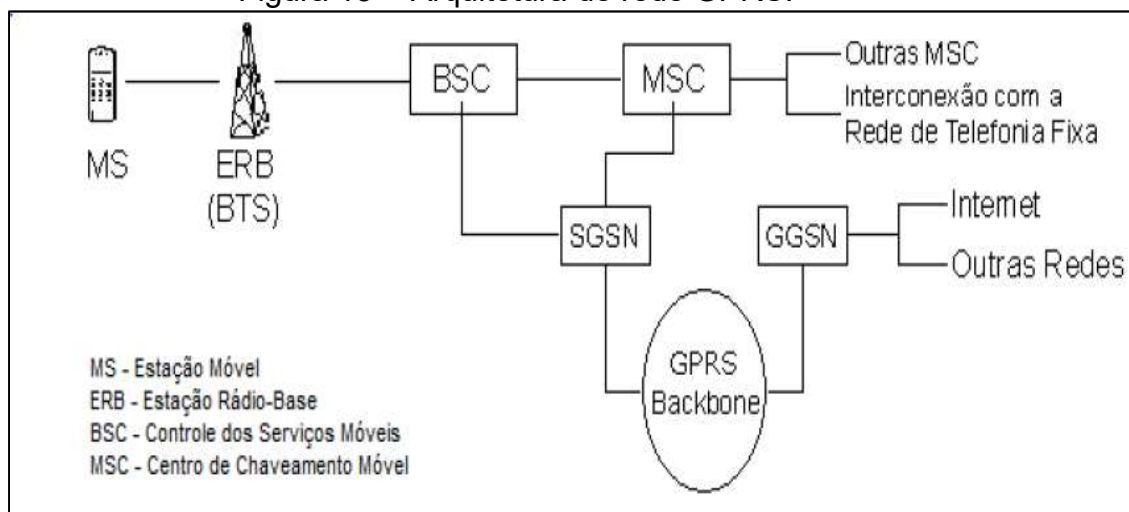 BSC
MSC
Outras MSC
Interconexão com a
Rede de Telefonia Fixa
MS
ERB
(BTS)
SGSN
GGSN
Internet
Outras Redes
GPRS
Backbone
MS - Estação Móvel
ERB - Estação Rádio-Base
BSC - Controle dos Serviços Móveis
MSC - Centro de Chaveamento Móvel